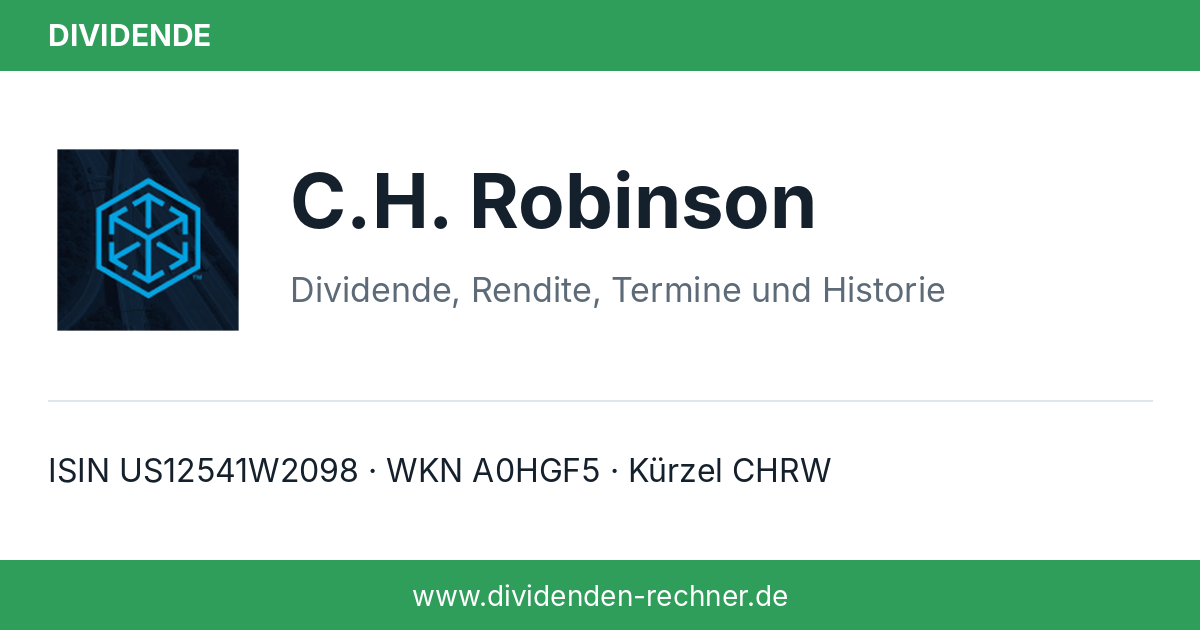 DIVIDENDE
C.H. Robinson
Dividende, Rendite, Termine und Historie
ISIN US12541W2098 · WKN A0HGF5 · Kürzel CHRW
www.dividenden-rechner.de